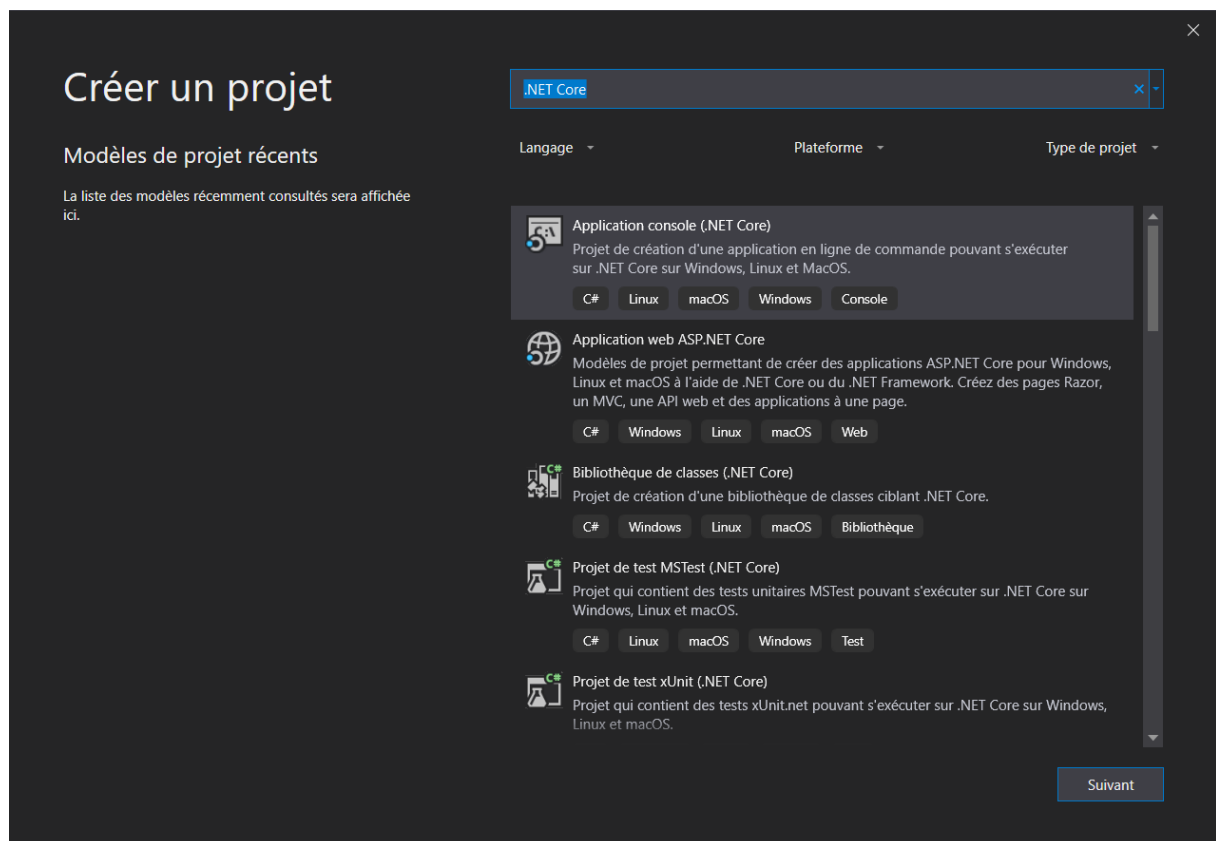 Créer un projet
.NET Core
Modèles de projet récents
La liste des modèles récemment consultés sera affichée
ici.
Langage
Plateforme
Type de projet
Application console (.NET Core)
Projet de création d'une application en ligne de commande pouvant s'exécuter
sur .NET Core sur Windows, Linux et MacOS.
C# Linux macOS Windows Console
Application web ASP.NET Core
Modèles de projet permettant de créer des applications ASP.NET Core pour Windows,
Linux et macOS à l'aide de .NET Core ou du .NET Framework. Créez des pages Razor,
un MVC, une API web et des applications à une page.
C# Windows Linux macOS Web
Bibliothèque de classes (.NET Core)
Projet de création d'une bibliothèque de classes ciblant .NET Core.
C# Windows Linux macOS Bibliothèque
Projet de test MSTest (.NET Core)
Projet qui contient des tests unitaires MSTest pouvant s'exécuter sur .NET Core sur
Windows, Linux et macOS.
C# Linux macOS Windows Test
Projet de test xUnit (.NET Core)
Projet qui contient des tests xUnit.net pouvant s'exécuter sur .NET Core sur Windows,
Linux et macOS.
Suivant